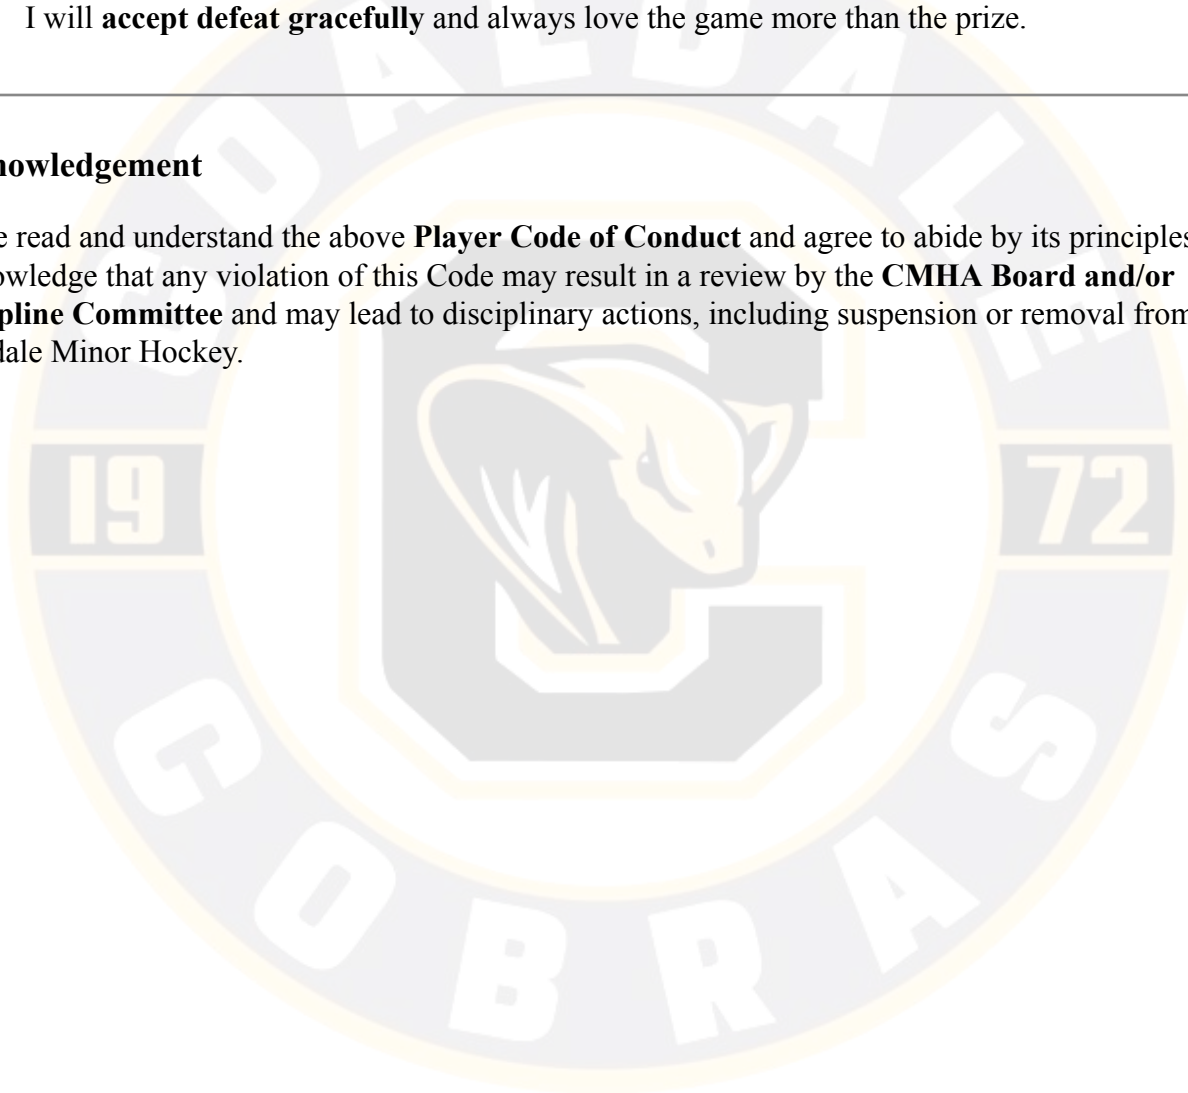 I will accept defeat gracefully and always love the game more than the prize.
nowledgement
e read and understand the above Player Code of Conduct and agree to abide by its principles
owledge that any violation of this Code may result in a review by the CMHA Board and/or
pline Committee and may lead to disciplinary actions, including suspension or removal from
dale Minor Hockey.
COALDALE
19
72
COBRAS